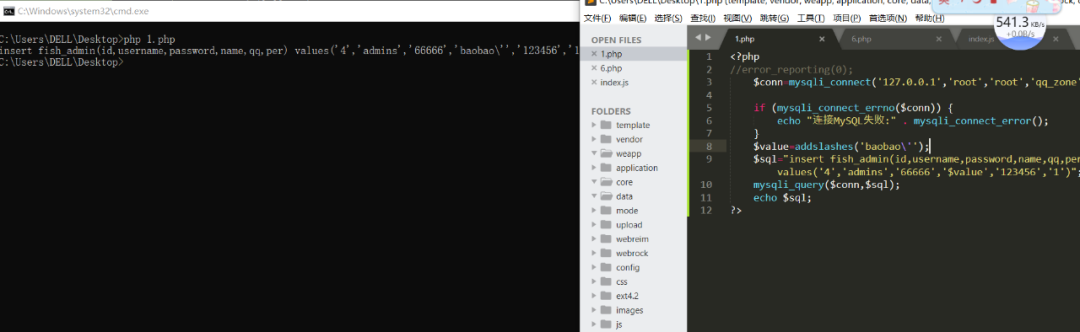 C:\Windows\system32\cmd.exe
C:\Users\DELL\Desktop>php 1.php
insert fish_admin(id,username,password,name,qq,per) values('4','admins','66666','baobao\'','123456','1
C:\Users\DELL\Desktop>
C:\Users\DELL\Desktop\1.php (template, vendor, weapp, application, core, data,
文件(F) 编辑(E) 选择(S) 查找(I) 视图(V) 跳转(G) 工具(T) 项目(P) 首选项(N) 帮助(H)
541.3 KB/s
+0.0B/s
OPEN FILES
× 1.php
× 6.php
× index.js
FOLDERS
template
vendor
weapp
application
core
data
mode
upload
webreim
webrock
config
css
ext4.2
images
js
1.php × 6.php × index.js ×
1 <?php
2 //error_reporting(0);
3 $conn=mysqli_connect('127.0.0.1','root','root','qq_zone'
4
5 if (mysqli_connect_errno($conn)) {
6 echo "连接MySQL失败:" . mysqli_connect_error();
7 }
8 $value=addslashes('baobao\'');
9 $sql="insert fish_admin(id,username,password,name,qq,per
values('4','admins','66666','$value','123456','1')";
10 mysqli_query($conn,$sql);
11 echo $sql;
12 ?>